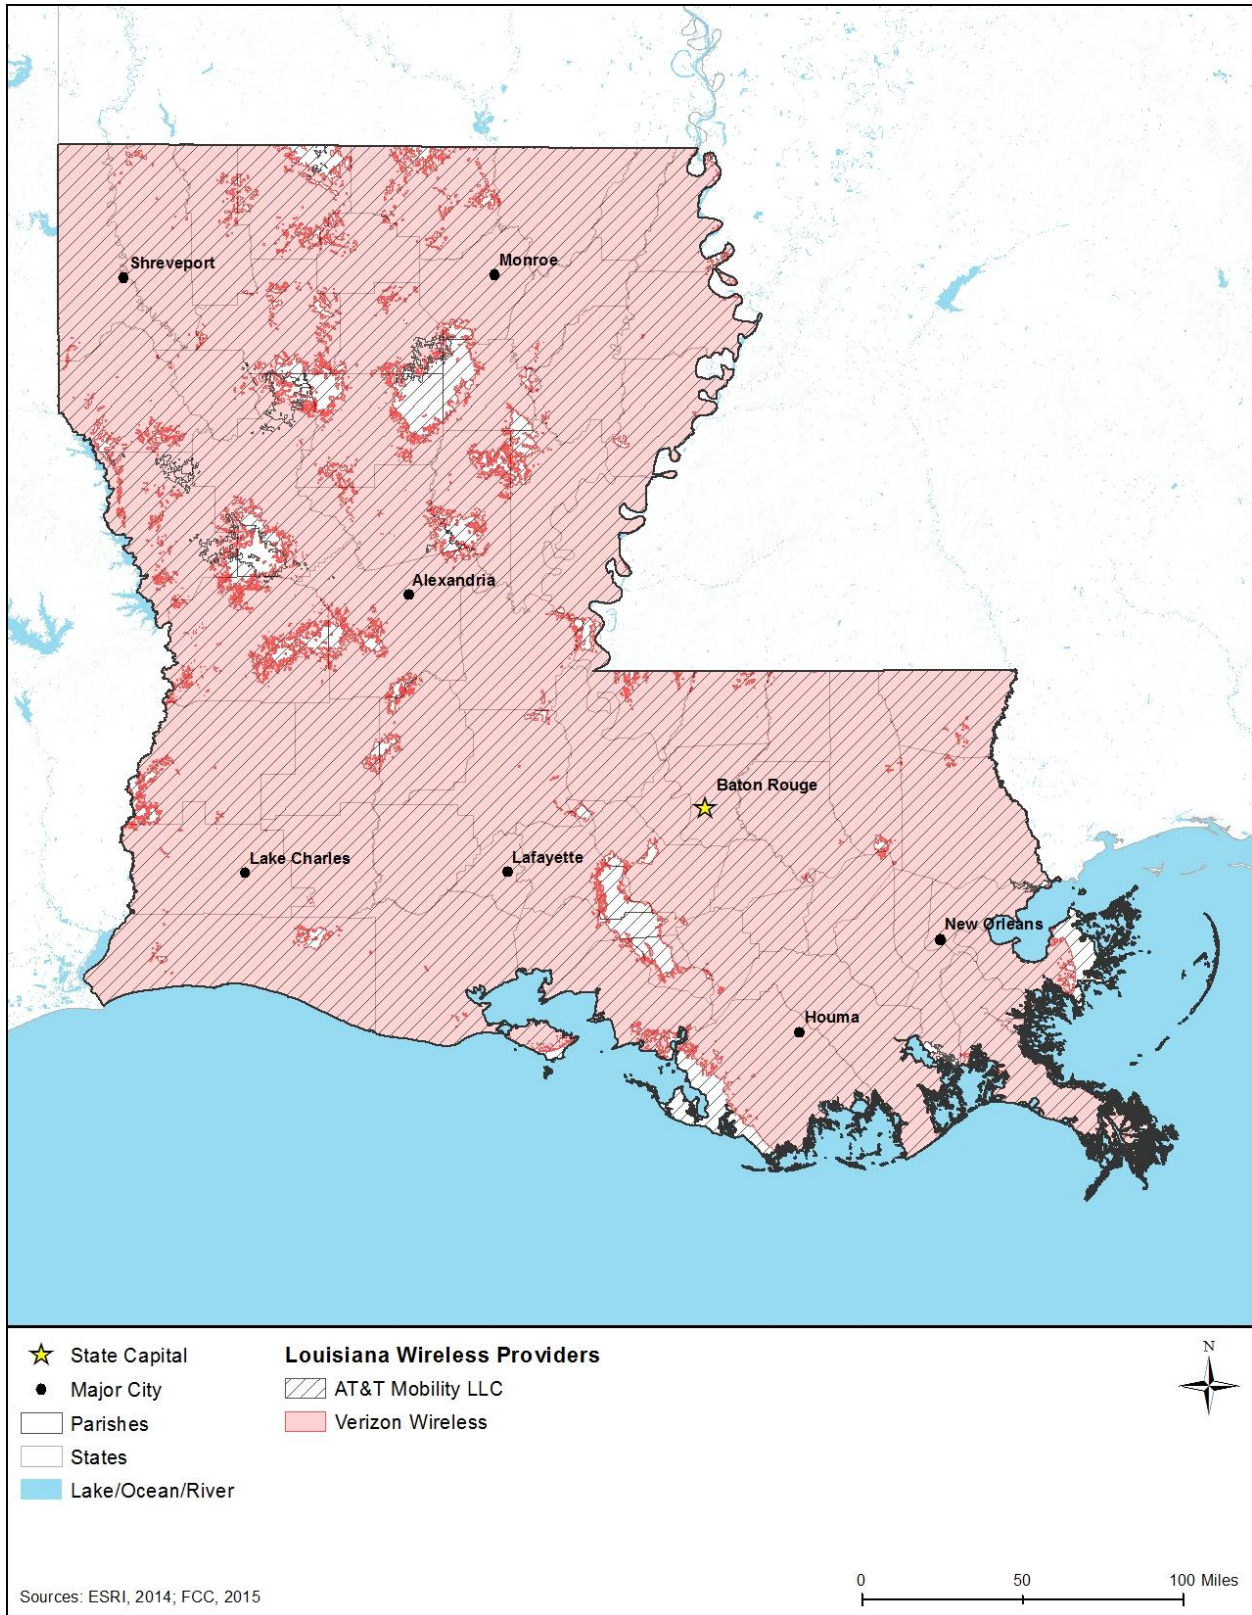 Shreveport
Monroe
Alexandria
Baton Rouge
Lake Charles
Lafayette
New Orleans
Houma
State Capital
Major City
Parishes
States
Lake/Ocean/River
Louisiana Wireless Providers
AT&T Mobility LLC
Verizon Wireless
N
Sources: ESRI, 2014; FCC, 2015
0 50 100 Miles